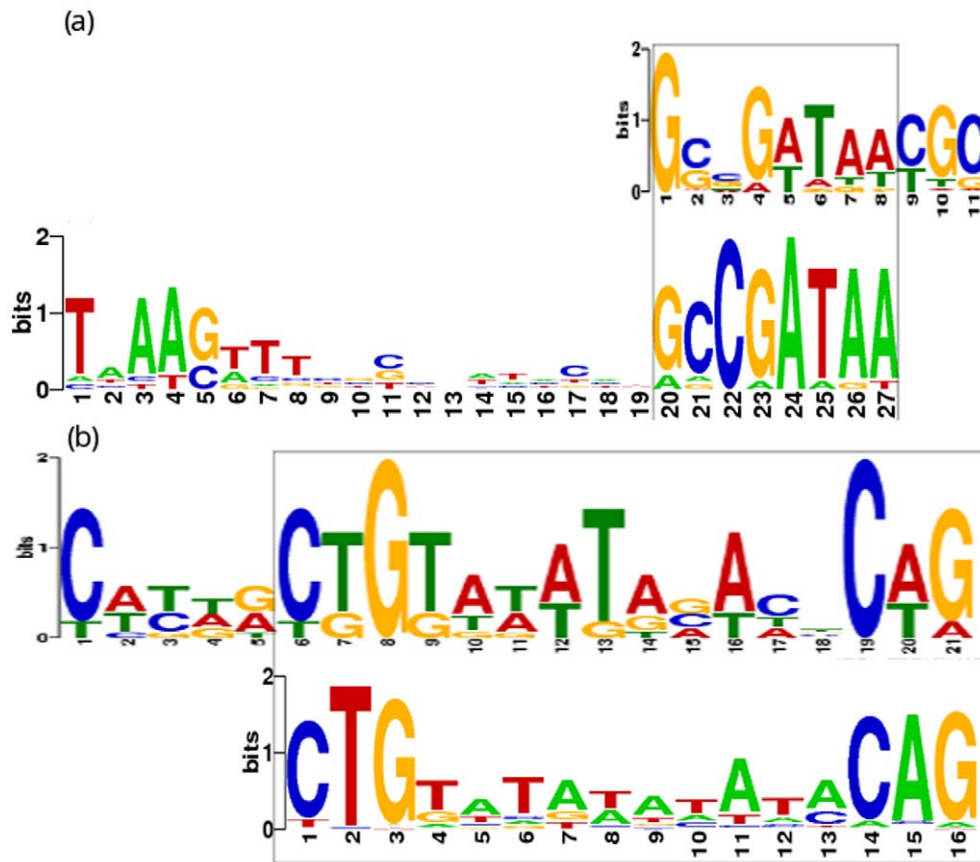 (a)
2
bits
1
0
G C C G A T A A C G C
G G T A T T T T G
A
1 2 3 4 5 6 7 8 9 10 11
2
bits
1
0
T A A A G T T T C A T C G C C G A T A A
T C A G A A A G T
1 2 3 4 5 6 7 8 9 10 11 12 13 14 15 16 17 18 19 20 21 22 23 24 25 26 27
(b)
2
bits
1
0
C A T T G C T G T A T A T A G A C C A G
T T C A A T G G T A T G G C T A T A
C G G T G G T A
1 2 3 4 5 6 7 8 9 10 11 12 13 14 15 16 17 18 19 20 21
2
bits
1
0
C T G T A T A T A T A T A C A G
T G T G A T A T C A
1 2 3 4 5 6 7 8 9 10 11 12 13 14 15 16